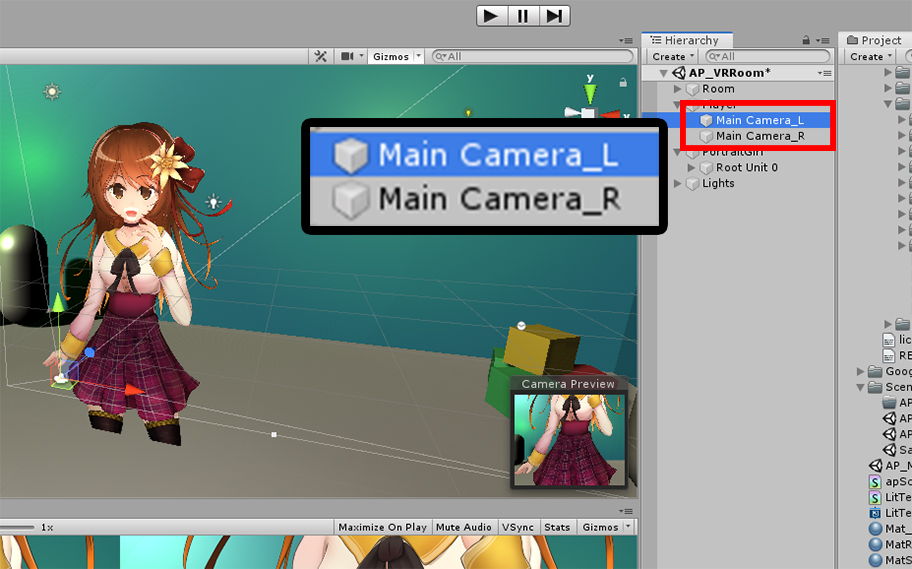 Gizmos
All
Hierarchy
Project
Create
All
Create
AP_VRRoom*
Room
Player
Main Camera_L
Main Camera_R
PortraitGirl
Root Unit 0
Lights
y
x
Main Camera_L
Main Camera_R
Camera Preview
lic
RE
Goog
Scen
AP
AP
AP
Sa
AP_M
apSc
LitTe
LitTe
Mat_
MatR
MatS
1x
Maximize On Play
Mute Audio
VSync
Stats
Gizmos